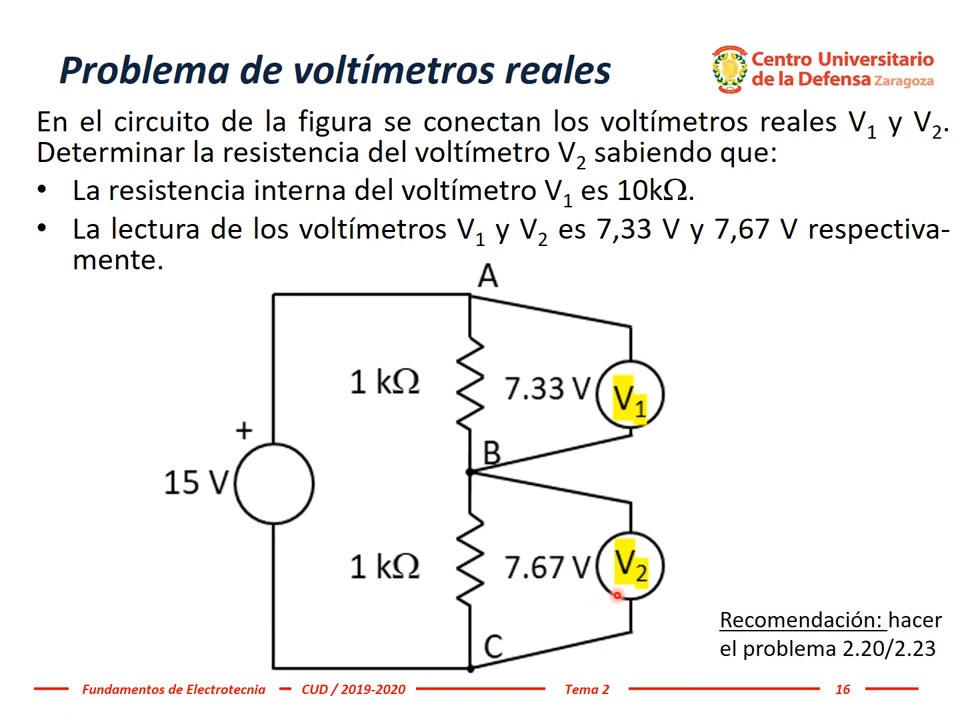 Problema de voltímetros reales
Centro Universitario
de la Defensa Zaragoza
En el circuito de la figura se conectan los voltímetros reales V₁ y V₂.
Determinar la resistencia del voltímetro V₂ sabiendo que:
• La resistencia interna del voltímetro V₁ es 10kΩ.
• La lectura de los voltímetros V₁ y V₂ es 7,33 V y 7,67 V respectiva-
mente.
A
1 kΩ
7.33 V
V₁
+
B
15 V
1 kΩ
7.67 V
V₂
C
Recomendación: hacer
el problema 2.20/2.23
Fundamentos de Electrotecnia
CUD / 2019-2020
Tema 2
16